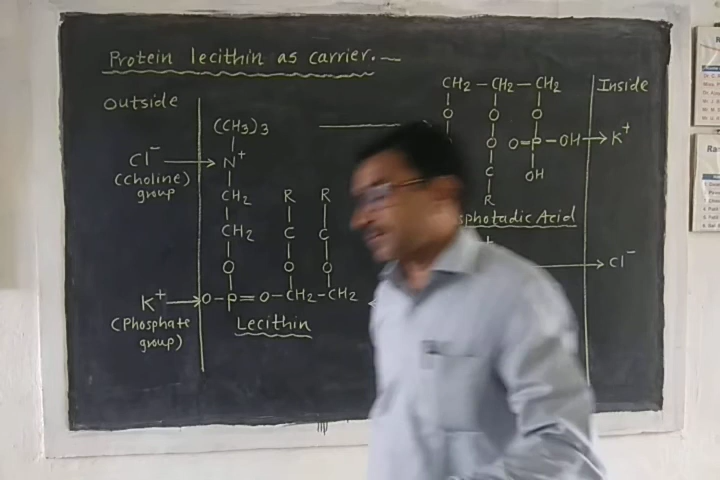 Protein lecithin as carrier.
Outside
Inside
CH2 – CH2 – CH2
O O O
O O=P–OH → K+
C OH
R
Acid
→ Cl-
(CH3)3
Cl- → N+
(Choline)
group
CH2 R R
CH2 C C
O O O
K+ → O–P=O–CH2–CH2
(Phosphate
group)
Lecithin